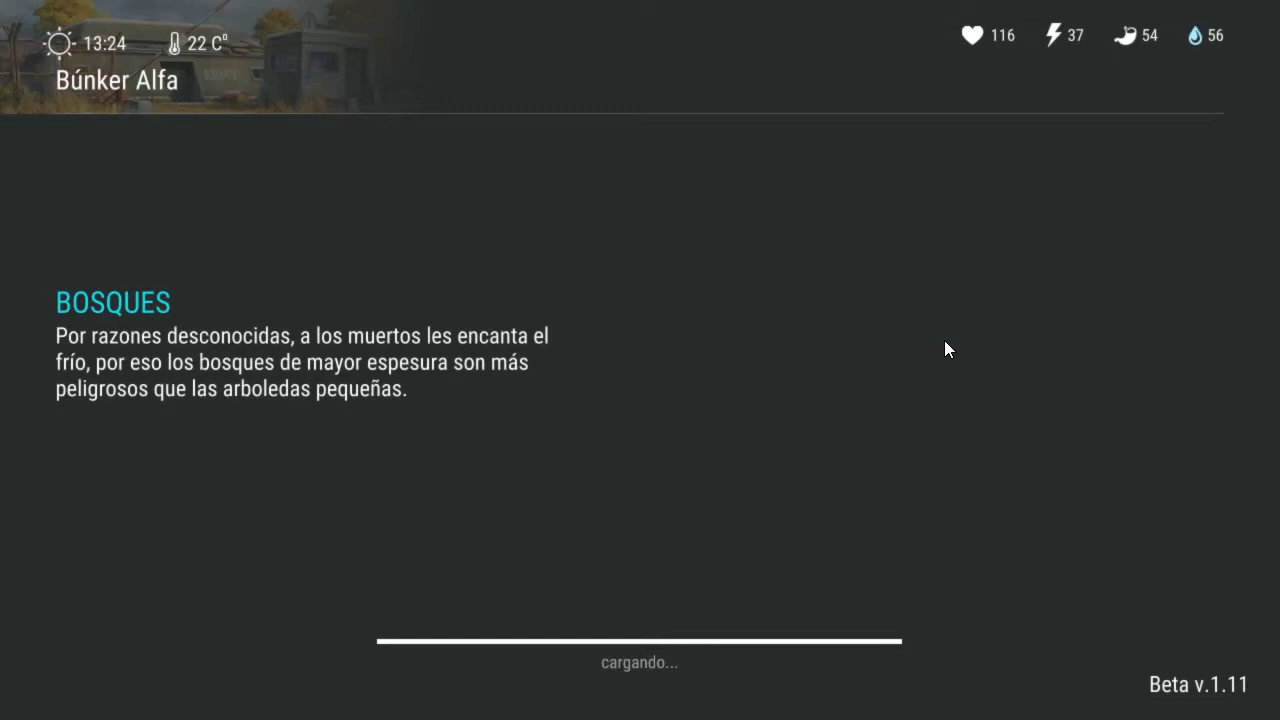 13:24 22 C° 116 37 54 56
Búnker Alfa
BOSQUES
Por razones desconocidas, a los muertos les encanta el
frío, por eso los bosques de mayor espesura son más
peligrosos que las arboledas pequeñas.
cargando...
Beta v.1.11